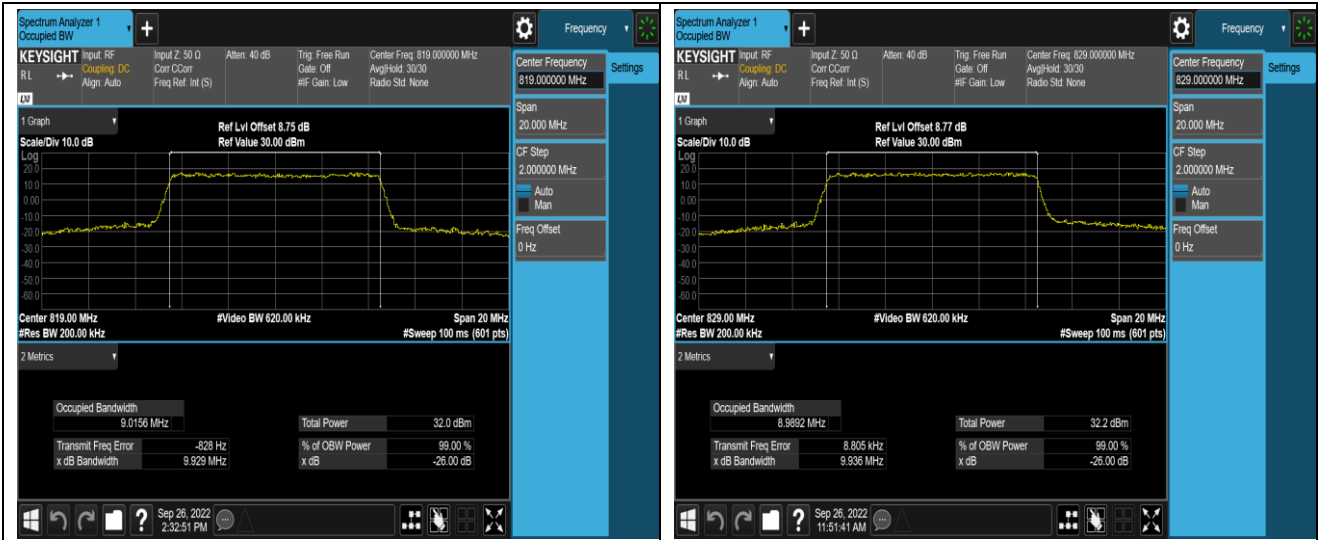 Spectrum Analyzer 1
Occupied BW
+
Frequency
KEYSIGHT Input: RF Input Z: 50 Ω Atten: 40 dB Trig: Free Run Center Freq: 819.000000 MHz
Coupling: DC Corr CCorr Gate: Off Avg|Hold: 30/30
RL Align: Auto Freq Ref: Int (S) #IF Gain: Low Radio Std: None
LXI
Center Frequency
819.000000 MHz
Settings
Span
20.000 MHz
CF Step
2.000000 MHz
Auto
Man
Freq Offset
0 Hz
1 Graph
Ref Lvl Offset 8.75 dB
Scale/Div 10.0 dB Ref Value 30.00 dBm
Log
20.0
10.0
0.00
-10.0
-20.0
-30.0
-40.0
-50.0
-60.0
Center 819.00 MHz #Video BW 620.00 kHz Span 20 MHz
#Res BW 200.00 kHz #Sweep 100 ms (601 pts)
2 Metrics
Occupied Bandwidth
9.0156 MHz Total Power 32.0 dBm
Transmit Freq Error -828 Hz % of OBW Power 99.00 %
x dB Bandwidth 9.929 MHz x dB -26.00 dB
? Sep 26, 2022
2:32:51 PM
Spectrum Analyzer 1
Occupied BW
+
Frequency
KEYSIGHT Input: RF Input Z: 50 Ω Atten: 40 dB Trig: Free Run Center Freq: 829.000000 MHz
Coupling: DC Corr CCorr Gate: Off Avg|Hold: 30/30
RL Align: Auto Freq Ref: Int (S) #IF Gain: Low Radio Std: None
LXI
Center Frequency
829.000000 MHz
Settings
Span
20.000 MHz
CF Step
2.000000 MHz
Auto
Man
Freq Offset
0 Hz
1 Graph
Ref Lvl Offset 8.77 dB
Scale/Div 10.0 dB Ref Value 30.00 dBm
Log
20.0
10.0
0.00
-10.0
-20.0
-30.0
-40.0
-50.0
-60.0
Center 829.00 MHz #Video BW 620.00 kHz Span 20 MHz
#Res BW 200.00 kHz #Sweep 100 ms (601 pts)
2 Metrics
Occupied Bandwidth
8.9892 MHz Total Power 32.2 dBm
Transmit Freq Error 8.805 kHz % of OBW Power 99.00 %
x dB Bandwidth 9.936 MHz x dB -26.00 dB
? Sep 26, 2022
11:51:41 AM